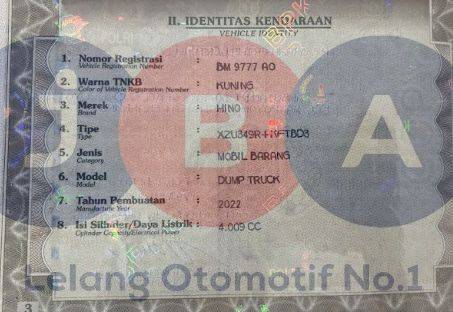 II. IDENTITAS KENDARAAN
VEHICLE IDENTITY
1. Nomor Registrasi : BM 9777 AO
Vehicle Registration Number
2. Warna TNKB : KUNING
Color of Vehicle Registration Number
3. Merek : HINO
Brand
4. Tipe :
Type
5. Jenis : MOBIL BARANG
Category
6. Model : DUMP TRUCK
Model
7. Tahun Pembuatan : 2022
Manufacture Year
8. Isi Silinder/Daya Listrik : 4.009 CC
Cylinder Capacity/Electrical Power
J B A
Lelang Otomotif No.1
3